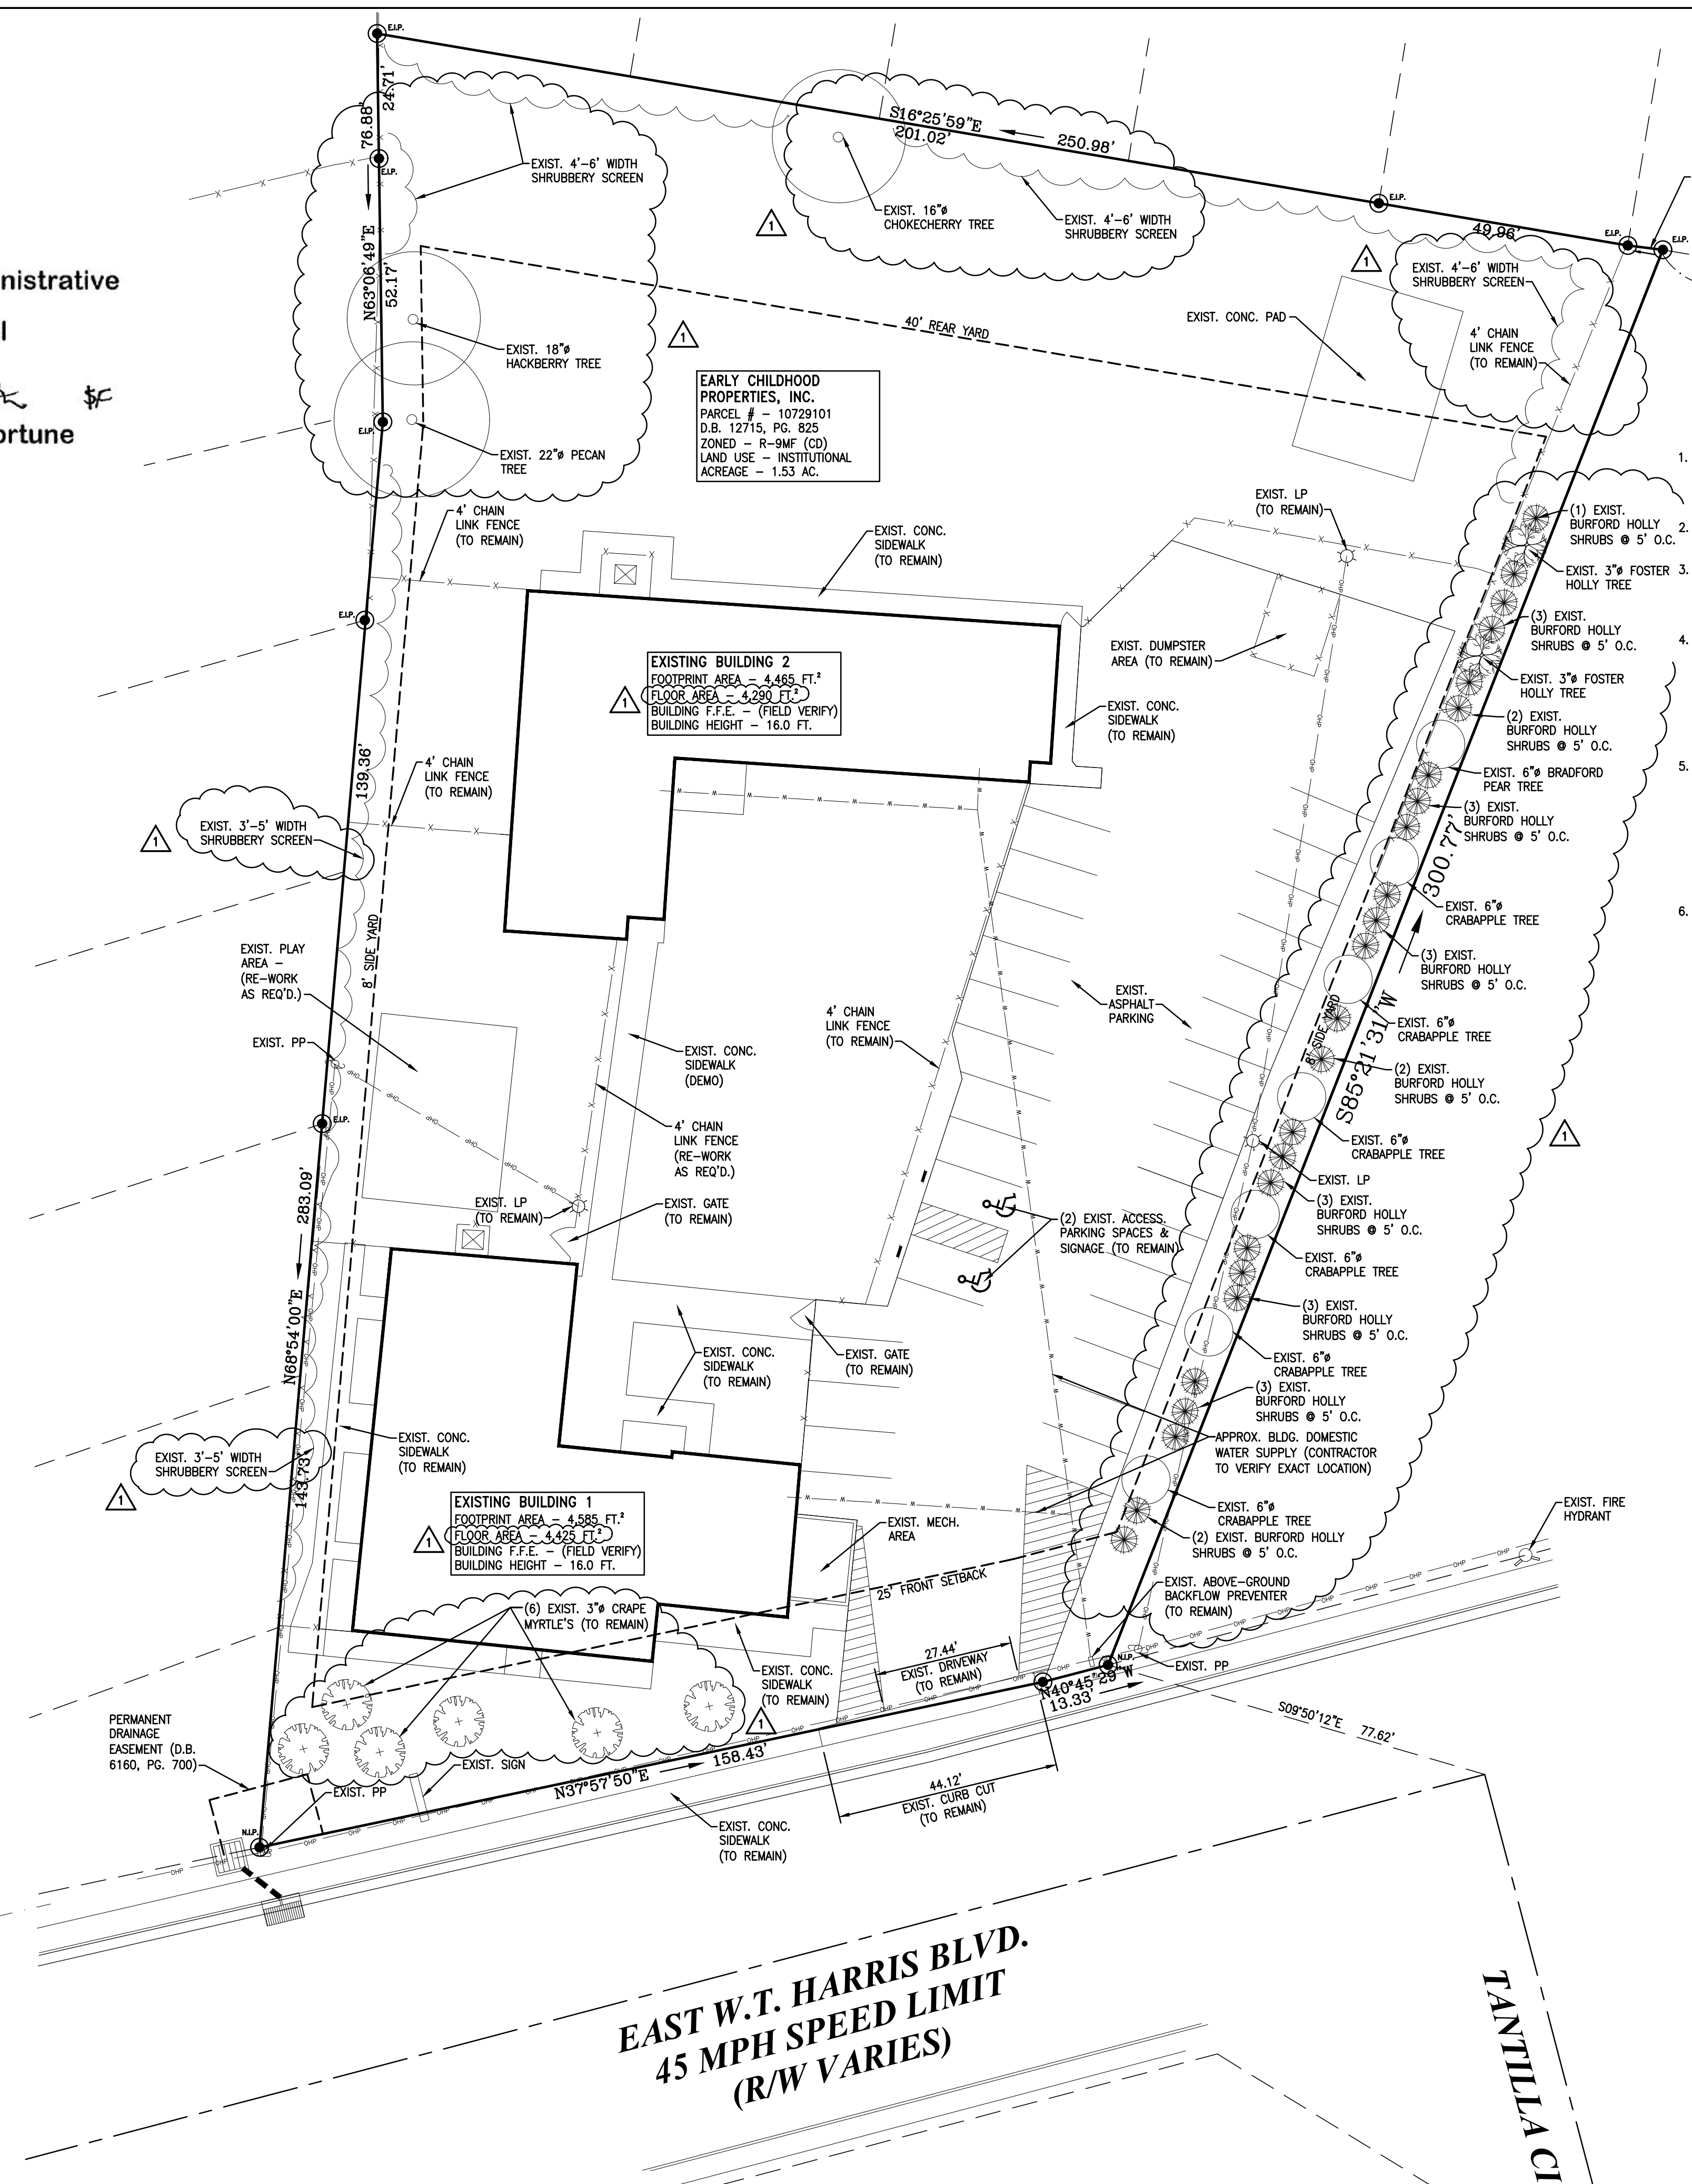 E.I.P.
24.71'
76.88'
E.I.P.
N63°06'49"E
52.17'
E.I.P.
EXIST. 4'-6' WIDTH
SHRUBBERY SCREEN
S16°25'59"E
201.02'
250.98'
EXIST. 16"ø
CHOKECHERRY TREE
1
EXIST. 4'-6' WIDTH
SHRUBBERY SCREEN
E.I.P.
49.96'
E.I.P.
E.I.P.
1
EXIST. 4'-6' WIDTH
SHRUBBERY SCREEN
4' CHAIN
LINK FENCE
(TO REMAIN)
EXIST. CONC. PAD
40' REAR YARD
nistrative
l
ortune
EXIST. 18"ø
HACKBERRY TREE
1
EXIST. 22"ø PECAN
TREE
EARLY CHILDHOOD
PROPERTIES, INC.
PARCEL # - 10729101
D.B. 12715, PG. 825
ZONED - R-9MF (CD)
LAND USE - INSTITUTIONAL
ACREAGE - 1.53 AC.
1.
2.
3.
4.
5.
6.
4' CHAIN
LINK FENCE
(TO REMAIN)
EXIST. CONC.
SIDEWALK
(TO REMAIN)
EXIST. LP
(TO REMAIN)
(1) EXIST.
BURFORD HOLLY
SHRUBS @ 5' O.C.
EXIST. 3"ø FOSTER
HOLLY TREE
(3) EXIST.
BURFORD HOLLY
SHRUBS @ 5' O.C.
EXIST. 3"ø FOSTER
HOLLY TREE
(2) EXIST.
BURFORD HOLLY
SHRUBS @ 5' O.C.
EXIST. 6"ø BRADFORD
PEAR TREE
(3) EXIST.
BURFORD HOLLY
SHRUBS @ 5' O.C.
300.77'
EXIST. 6"ø
CRABAPPLE TREE
(3) EXIST.
BURFORD HOLLY
SHRUBS @ 5' O.C.
EXIST. 6"ø
CRABAPPLE TREE
S85°21'31"W
8' SIDE YARD
(2) EXIST.
BURFORD HOLLY
SHRUBS @ 5' O.C.
1
EXIST. 6"ø
CRABAPPLE TREE
EXIST. LP
(3) EXIST.
BURFORD HOLLY
SHRUBS @ 5' O.C.
EXIST. 6"ø
CRABAPPLE TREE
(3) EXIST.
BURFORD HOLLY
SHRUBS @ 5' O.C.
EXIST. 6"ø
CRABAPPLE TREE
(3) EXIST.
BURFORD HOLLY
SHRUBS @ 5' O.C.
APPROX. BLDG. DOMESTIC
WATER SUPPLY (CONTRACTOR
TO VERIFY EXACT LOCATION)
EXIST. 6"ø
CRABAPPLE TREE
(2) EXIST. BURFORD HOLLY
SHRUBS @ 5' O.C.
EXIST. ABOVE-GROUND
BACKFLOW PREVENTER
(TO REMAIN)
EXIST. FIRE
HYDRANT
E.I.P.
EXISTING BUILDING 2
FOOTPRINT AREA - 4,465 FT.²
FLOOR AREA - 4,290 FT.²
BUILDING F.F.E. - (FIELD VERIFY)
BUILDING HEIGHT - 16.0 FT.
1
EXIST. DUMPSTER
AREA (TO REMAIN)
EXIST. CONC.
SIDEWALK
(TO REMAIN)
139.36'
4' CHAIN
LINK FENCE
(TO REMAIN)
EXIST. 3'-5' WIDTH
SHRUBBERY SCREEN
1
8' SIDE YARD
EXIST. PLAY
AREA -
(RE-WORK
AS REQ'D.)
EXIST. PP
E.I.P.
EXIST. CONC.
SIDEWALK
(DEMO)
4' CHAIN
LINK FENCE
(TO REMAIN)
EXIST.
ASPHALT
PARKING
4' CHAIN
LINK FENCE
(RE-WORK
AS REQ'D.)
EXIST. LP
(TO REMAIN)
EXIST. GATE
(TO REMAIN)
(2) EXIST. ACCESS.
PARKING SPACES &
SIGNAGE (TO REMAIN)
283.09'
N68°54'00"E
143.73'
EXIST. CONC.
SIDEWALK
(TO REMAIN)
EXIST. GATE
(TO REMAIN)
EXIST. CONC.
SIDEWALK
(TO REMAIN)
EXIST. 3'-5' WIDTH
SHRUBBERY SCREEN
1
EXISTING BUILDING 1
FOOTPRINT AREA - 4,585 FT.²
FLOOR AREA - 4,425 FT.²
BUILDING F.F.E. - (FIELD VERIFY)
BUILDING HEIGHT - 16.0 FT.
1
EXIST. MECH.
AREA
25' FRONT SETBACK
(6) EXIST. 3"ø CRAPE
MYRTLE'S (TO REMAIN)
EXIST. CONC.
SIDEWALK
(TO REMAIN)
27.44'
EXIST. DRIVEWAY
(TO REMAIN)
N.I.P.
EXIST. PP
N40°45'29"W
13.33'
S09°50'12"E 77.62'
1
PERMANENT
DRAINAGE
EASEMENT (D.B.
6160, PG. 700)
EXIST. SIGN
EXIST. PP
N.I.P.
N37°57'50"E
158.43'
44.12'
EXIST. CURB CUT
(TO REMAIN)
EXIST. CONC.
SIDEWALK
(TO REMAIN)
EAST W.T. HARRIS BLVD.
45 MPH SPEED LIMIT
(R/W VARIES)
TANTILLA CI